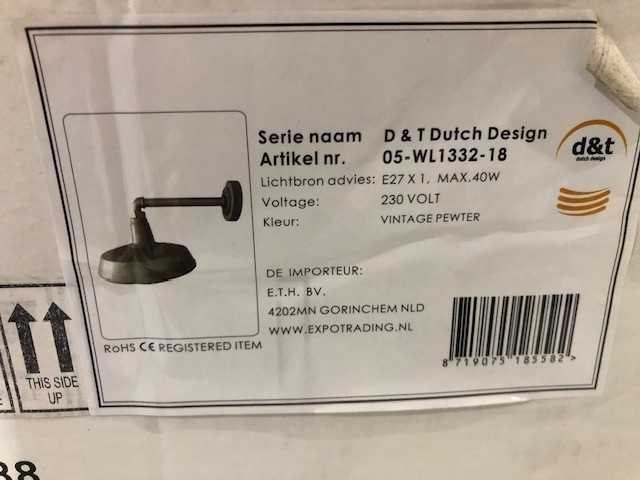 Serie naam D & T Dutch Design
Artikel nr. 05-WL1332-18
Lichtbron advies: E27 X 1, MAX.40W
Voltage: 230 VOLT
Kleur: VINTAGE PEWTER
d&t
dutch design
DE IMPORTEUR:
E.T.H. BV.
4202MN GORINCHEM NLD
WWW.EXPOTRADING.NL
RoHS CE REGISTERED ITEM
8 719075 185582 >
THIS SIDE
UP
38